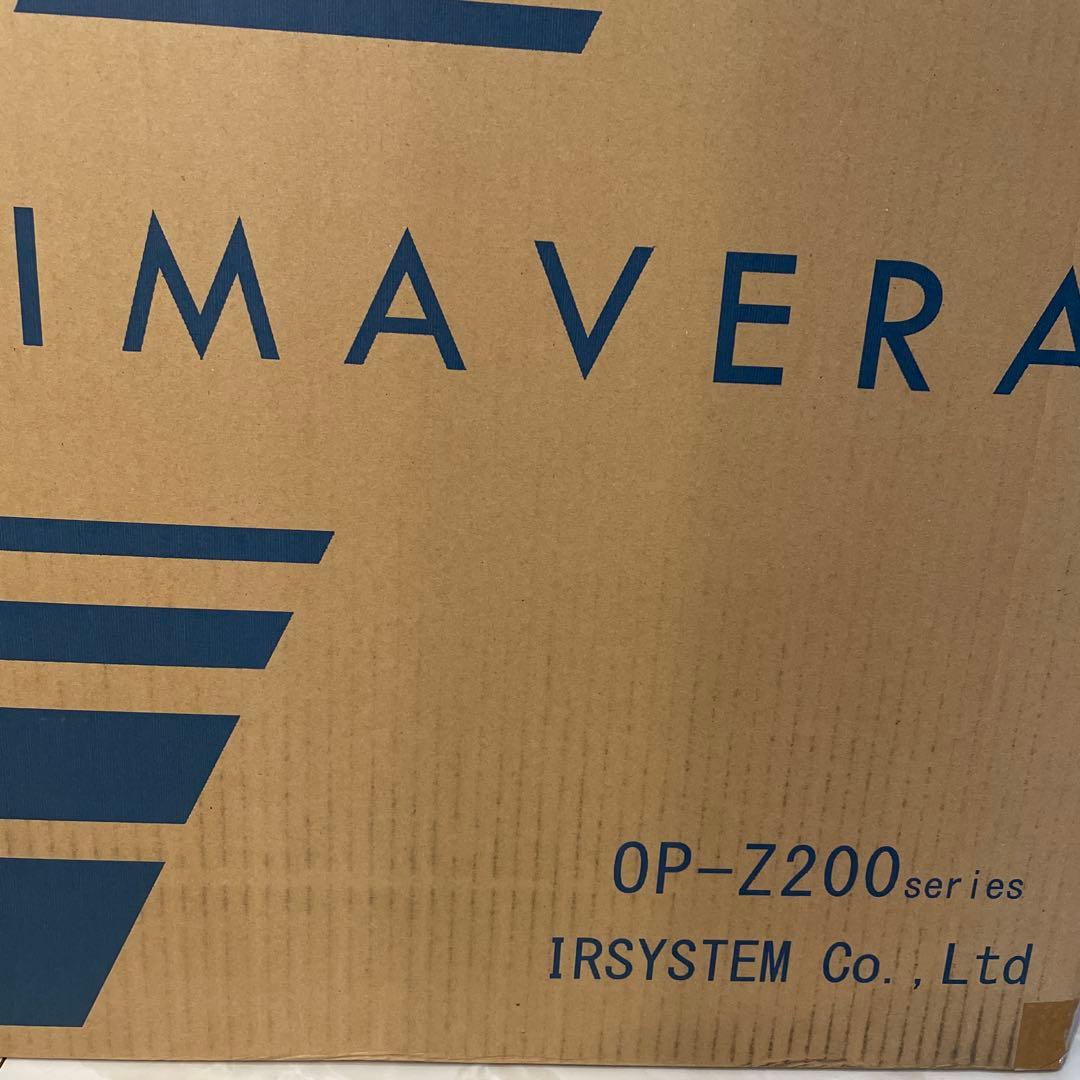 IMAVERA
OP-Z200series
IRSYSTEM Co.,Ltd